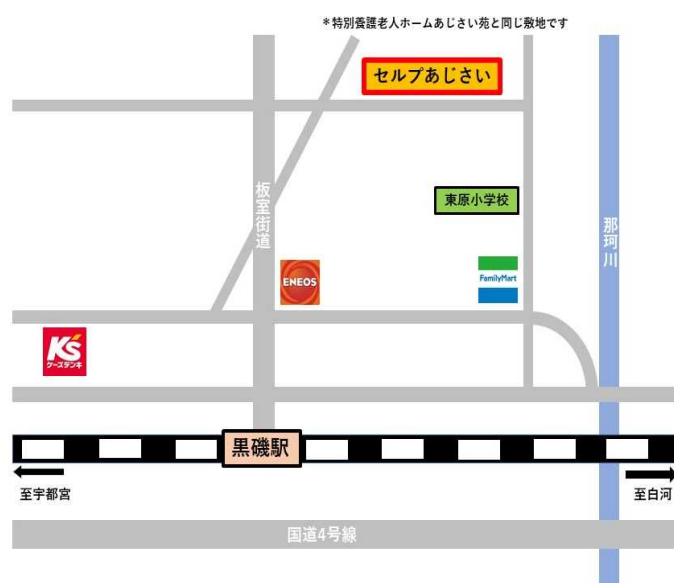 ＊特別養護老人ホームあじさい苑と同じ敷地です
セルプあじさい
板室街道
東原小学校
那珂川
ENEOS
FamilyMart
K's
ケーズデンキ
黒磯駅
至宇都宮
至白河
国道4号線